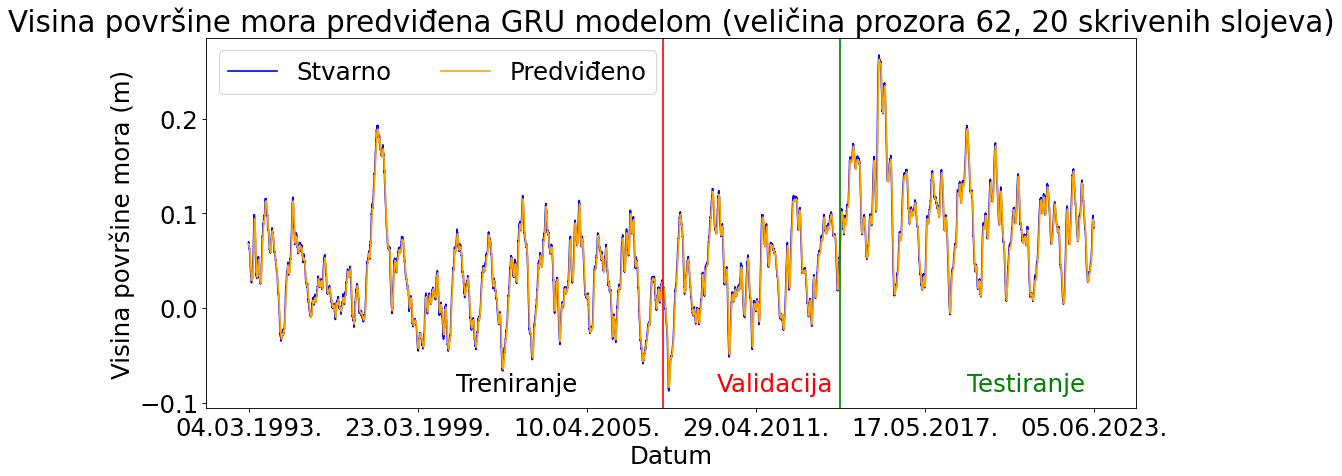 Visina površine mora predviđena GRU modelom (veličina prozora 62, 20 skrivenih slojeva)
Stvarno Predviđeno
Visina površine mora (m)
0.2
0.1
0.0
−0.1
Treniranje Validacija Testiranje
04.03.1993. 23.03.1999. 10.04.2005. 29.04.2011. 17.05.2017. 05.06.2023.
Datum